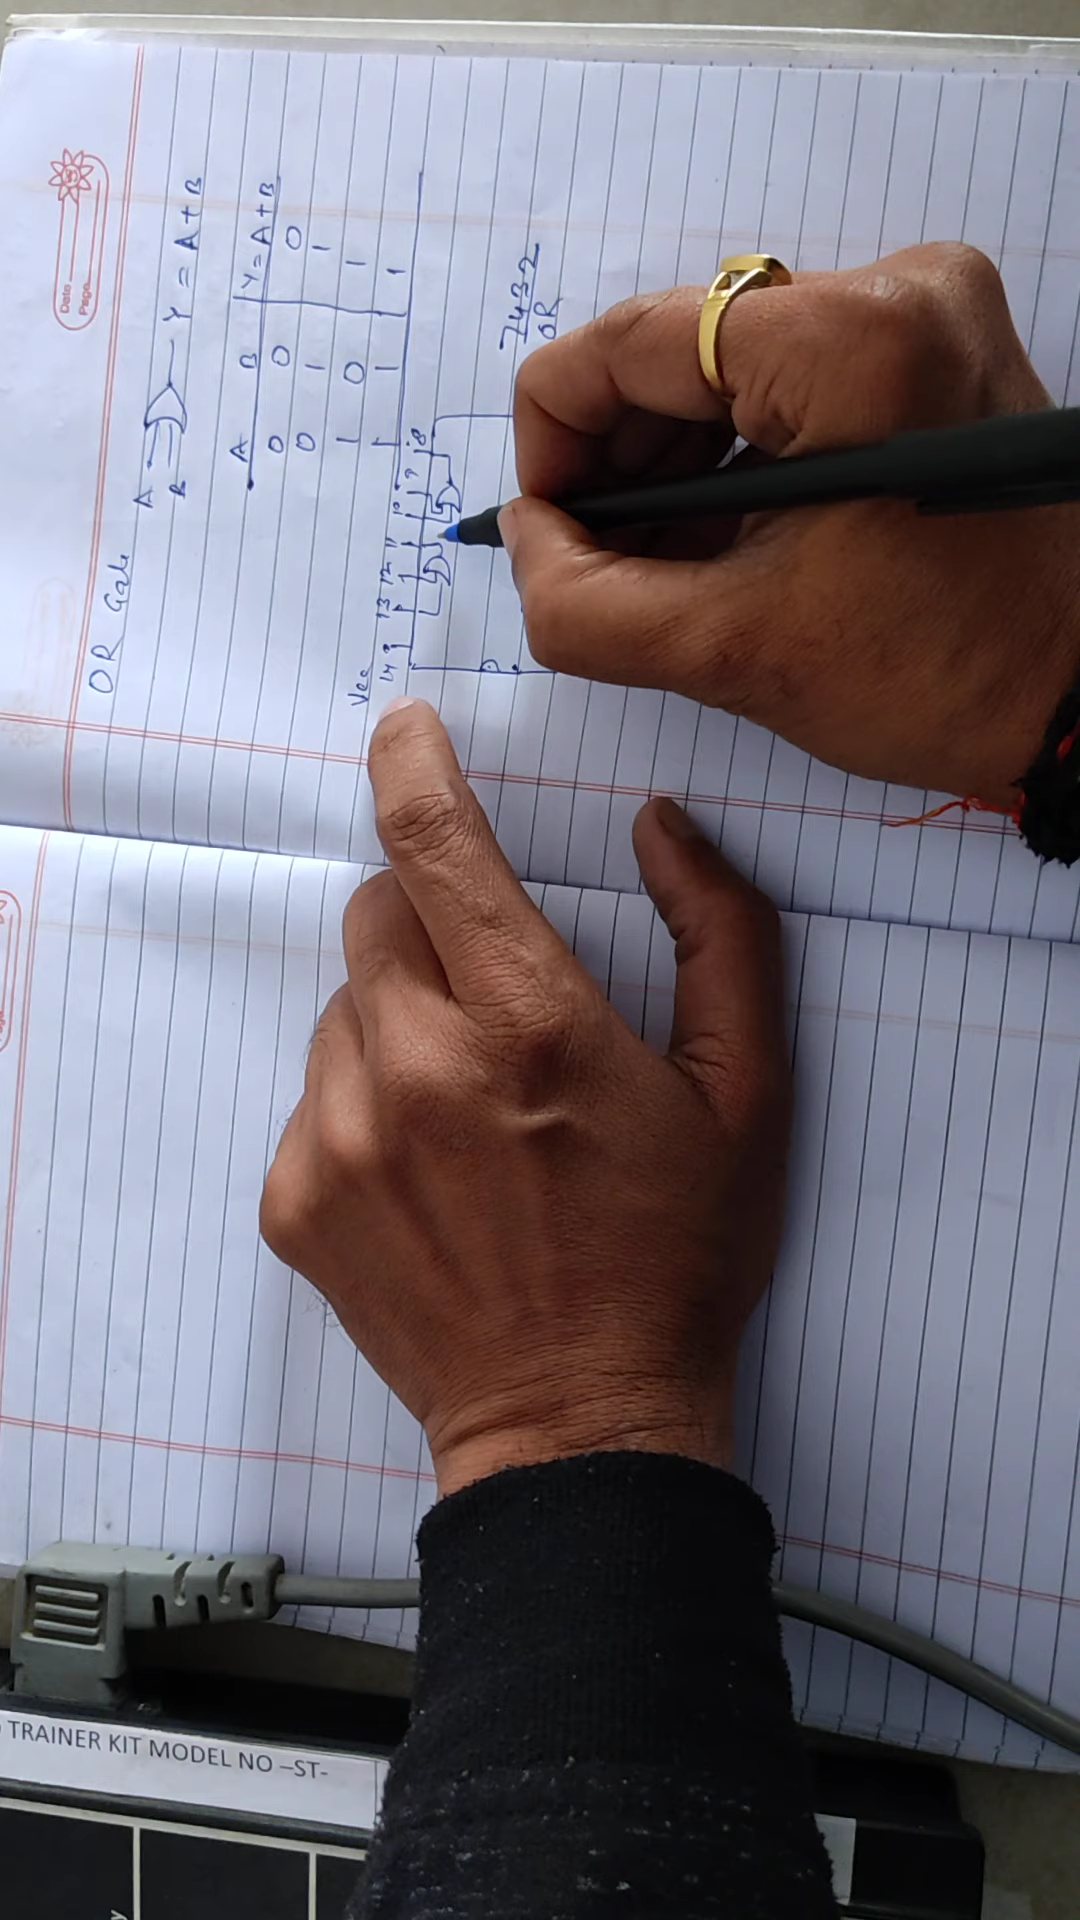 Date
Page
OR Gate
A
B
Y = A + B
A B Y = A + B
0 0 0
0 1 1
1 0 1
1 1 1
Vcc
14 13 12 11 10 9 8
7432
OR
TRAINER KIT MODEL NO –ST-